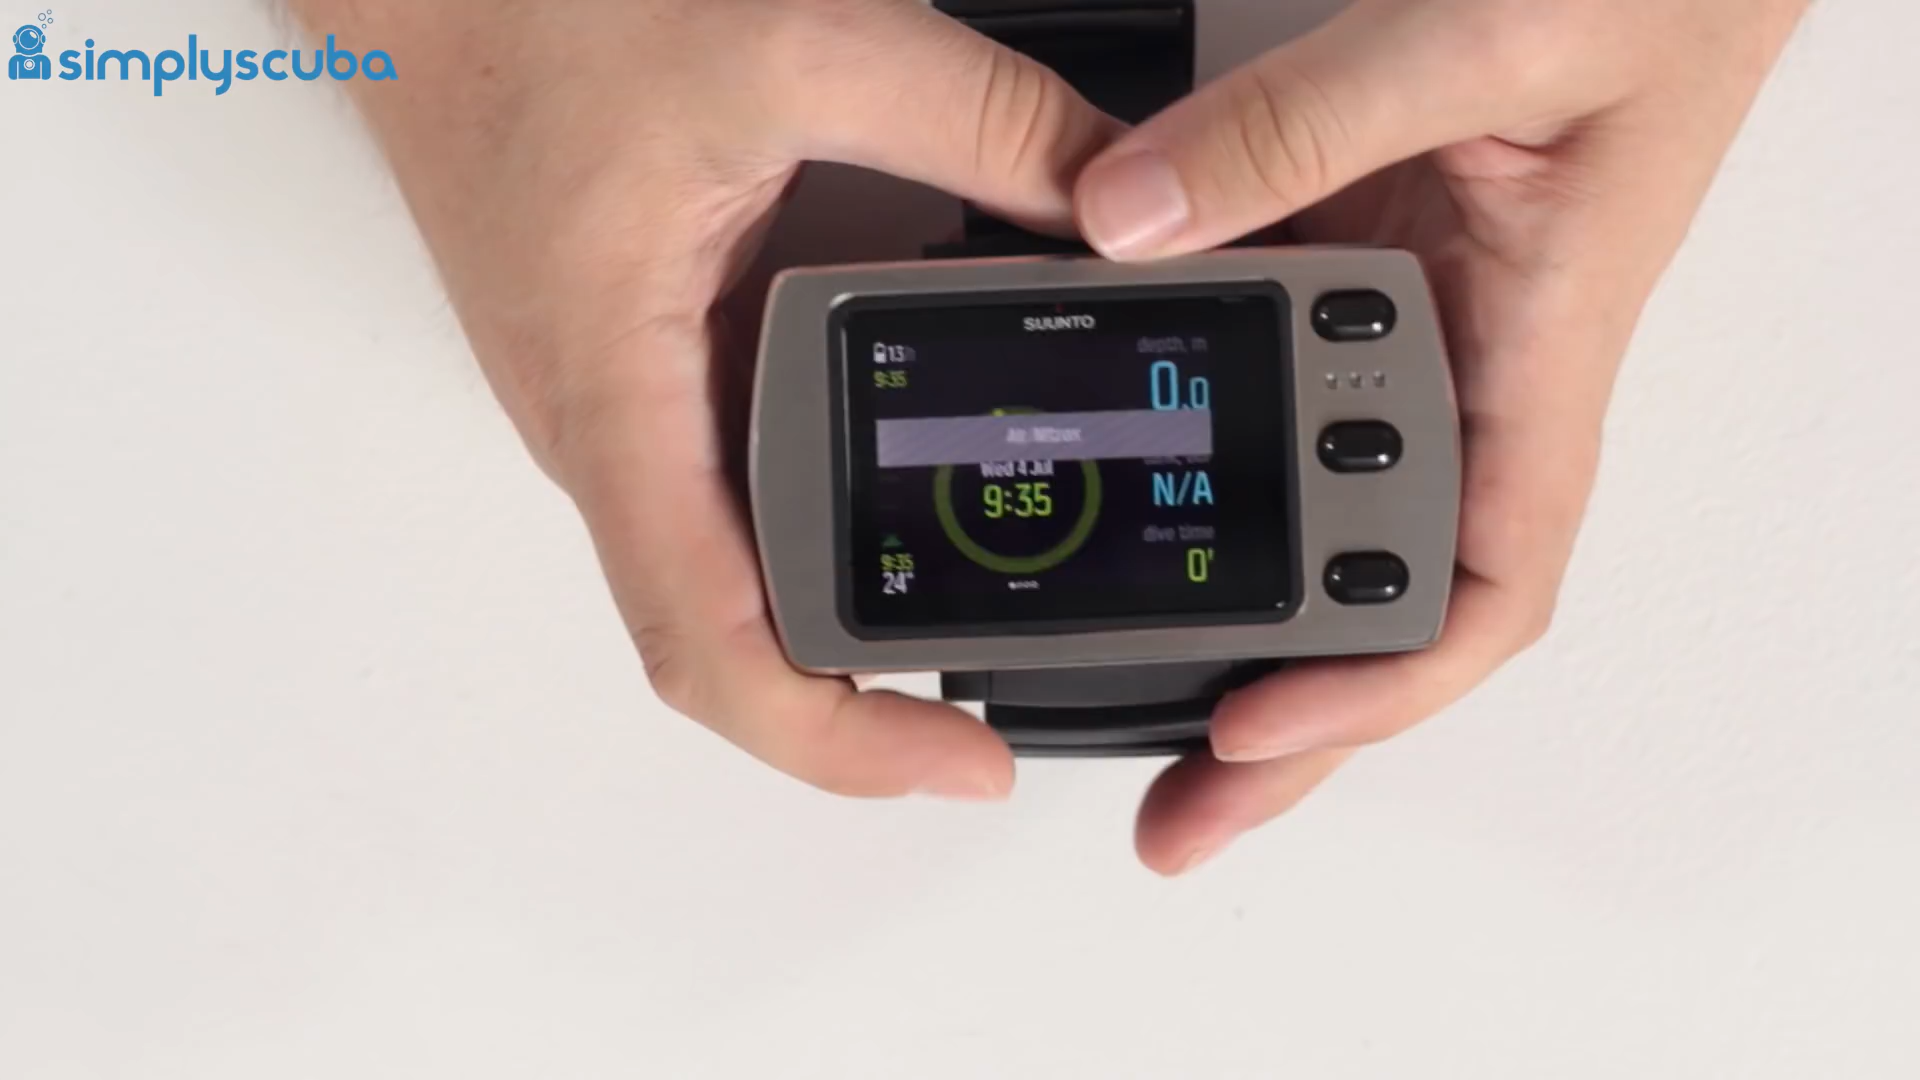 simplyscuba
SUUNTO
13h
9:35
depth, m
0.0
Air/Nitrox
Wed 4 Jul
9:35
N/A
dive time
0'
9:35
24°